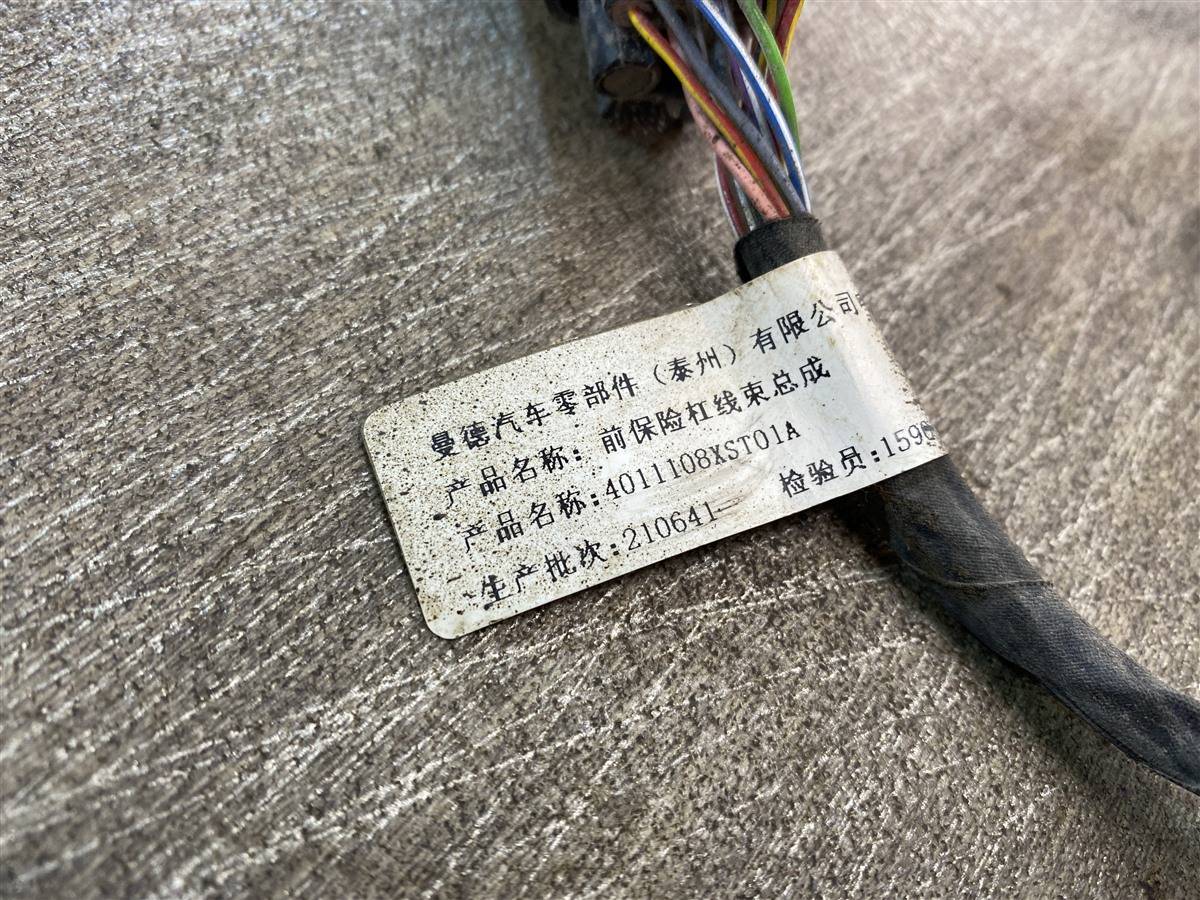 曼德汽车零部件（泰州）有限公司
产品名称：前保险杠线束总成
产品名称：4011108XST01A
生产批次：210641 检验员：159